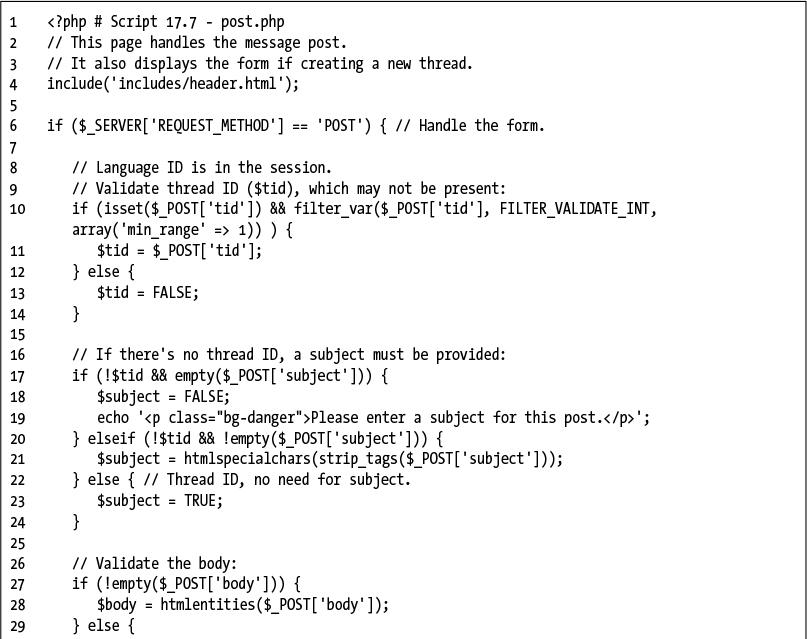 1 <?php # Script 17.7 - post.php
2 // This page handles the message post.
3 // It also displays the form if creating a new thread.
4 include('includes/header.html');
5
6 if ($_SERVER['REQUEST_METHOD'] == 'POST') { // Handle the form.
7
8 // Language ID is in the session.
9 // Validate thread ID ($tid), which may not be present:
10 if (isset($_POST['tid']) && filter_var($_POST['tid'], FILTER_VALIDATE_INT,
array('min_range' => 1)) ) {
11 $tid = $_POST['tid'];
12 } else {
13 $tid = FALSE;
14 }
15
16 // If there's no thread ID, a subject must be provided:
17 if (!$tid && empty($_POST['subject'])) {
18 $subject = FALSE;
19 echo '<p class="bg-danger">Please enter a subject for this post.</p>';
20 } elseif (!$tid && !empty($_POST['subject'])) {
21 $subject = htmlspecialchars(strip_tags($_POST['subject']));
22 } else { // Thread ID, no need for subject.
23 $subject = TRUE;
24 }
25
26 // Validate the body:
27 if (!empty($_POST['body'])) {
28 $body = htmlentities($_POST['body']);
29 } else {